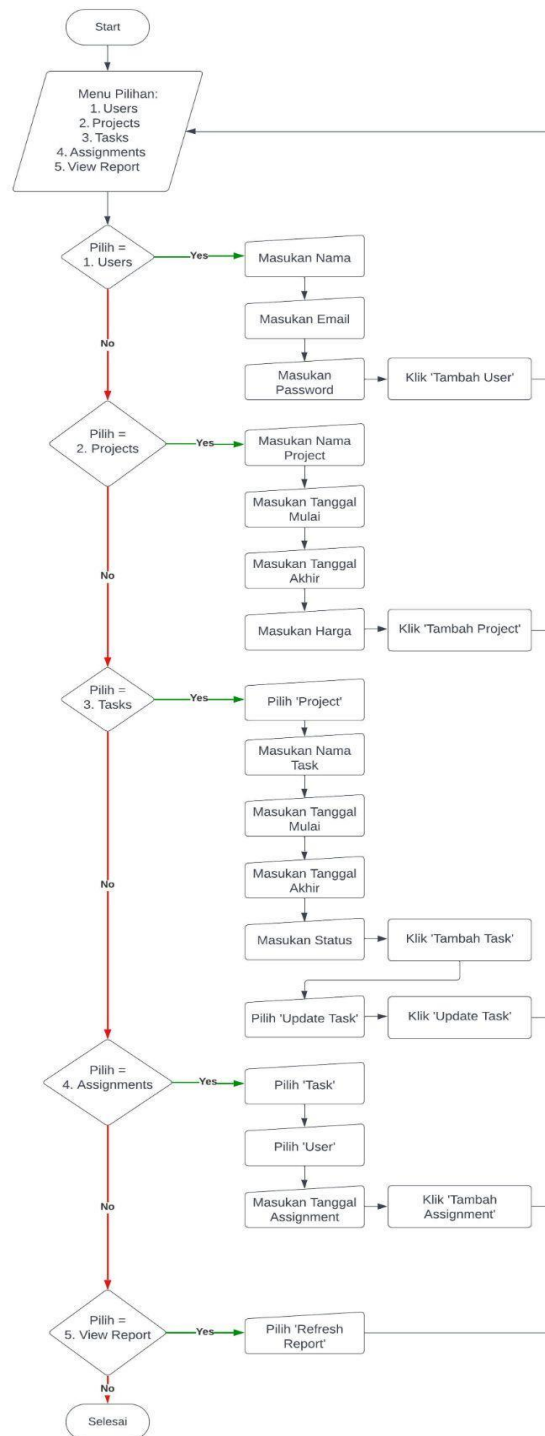 Start
Menu Pilihan:
1. Users
2. Projects
3. Tasks
4. Assignments
5. View Report
Pilih =
1. Users
Yes
Masukan Nama
Masukan Email
Masukan
Password
Klik 'Tambah User'
No
Pilih =
2. Projects
Yes
Masukan Nama
Project
Masukan Tanggal
Mulai
Masukan Tanggal
Akhir
Masukan Harga
Klik 'Tambah Project'
No
Pilih =
3. Tasks
Yes
Pilih 'Project'
Masukan Nama
Task
Masukan Tanggal
Mulai
Masukan Tanggal
Akhir
Masukan Status
Klik 'Tambah Task'
Pilih 'Update Task'
Klik 'Update Task'
No
Pilih =
4. Assignments
Yes
Pilih 'Task'
Pilih 'User'
Masukan Tanggal
Assignment
Klik 'Tambah
Assignment'
No
Pilih =
5. View Report
Yes
Pilih 'Refresh
Report'
No
Selesai